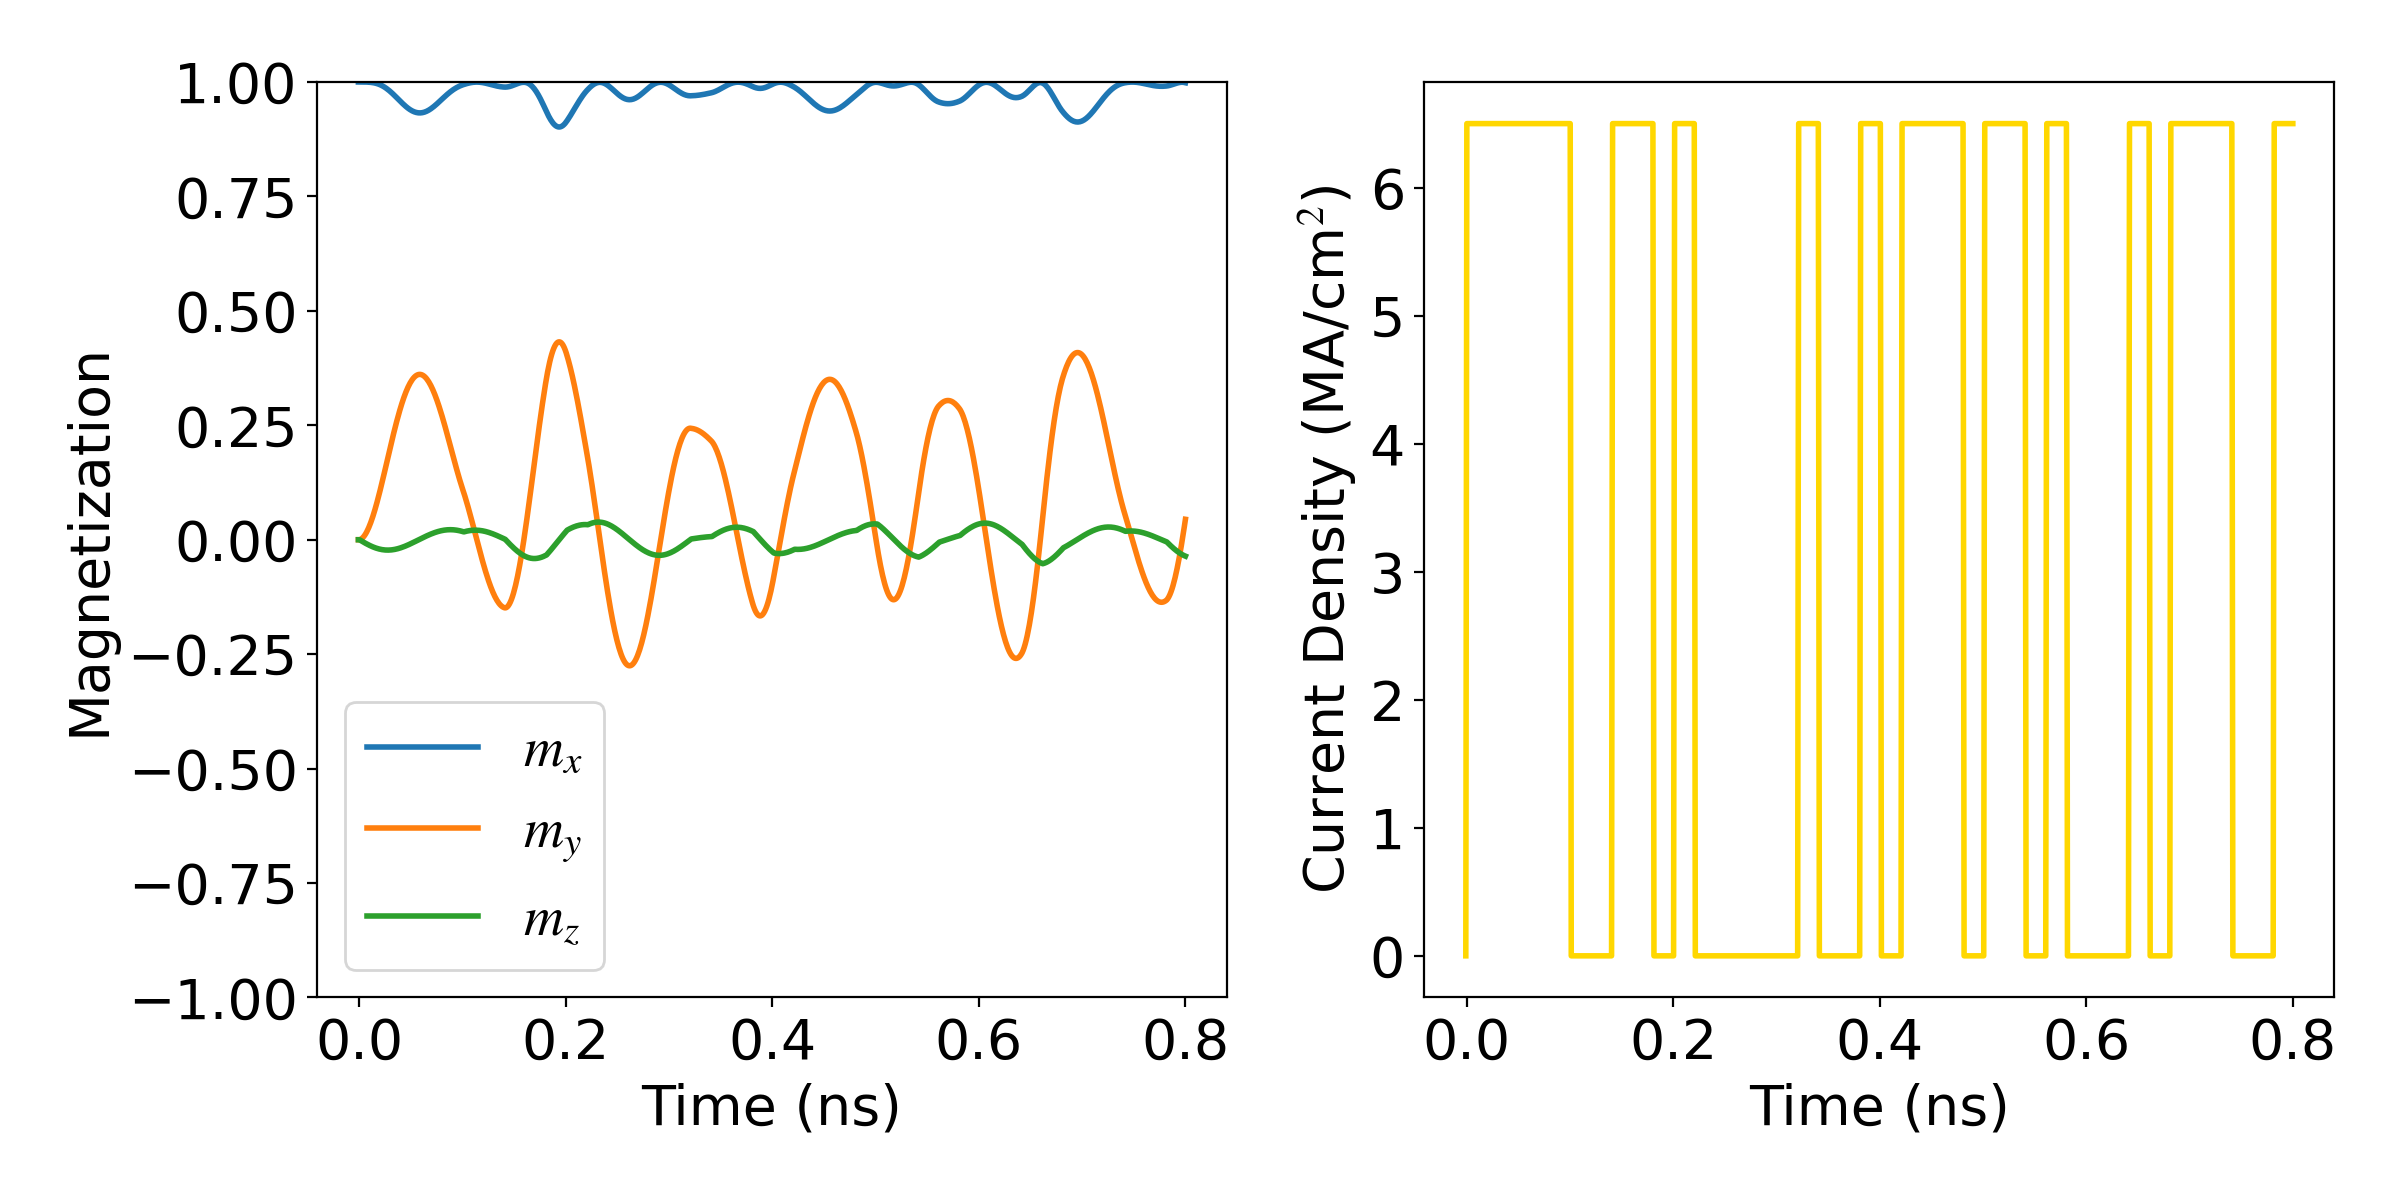 Magnetization
1.00
0.75
0.50
0.25
0.00
−0.25
−0.50
−0.75
−1.00
0.0 0.2 0.4 0.6 0.8
Time (ns)
m_x
m_y
m_z
Current Density (MA/cm²)
6
5
4
3
2
1
0
0.0 0.2 0.4 0.6 0.8
Time (ns)